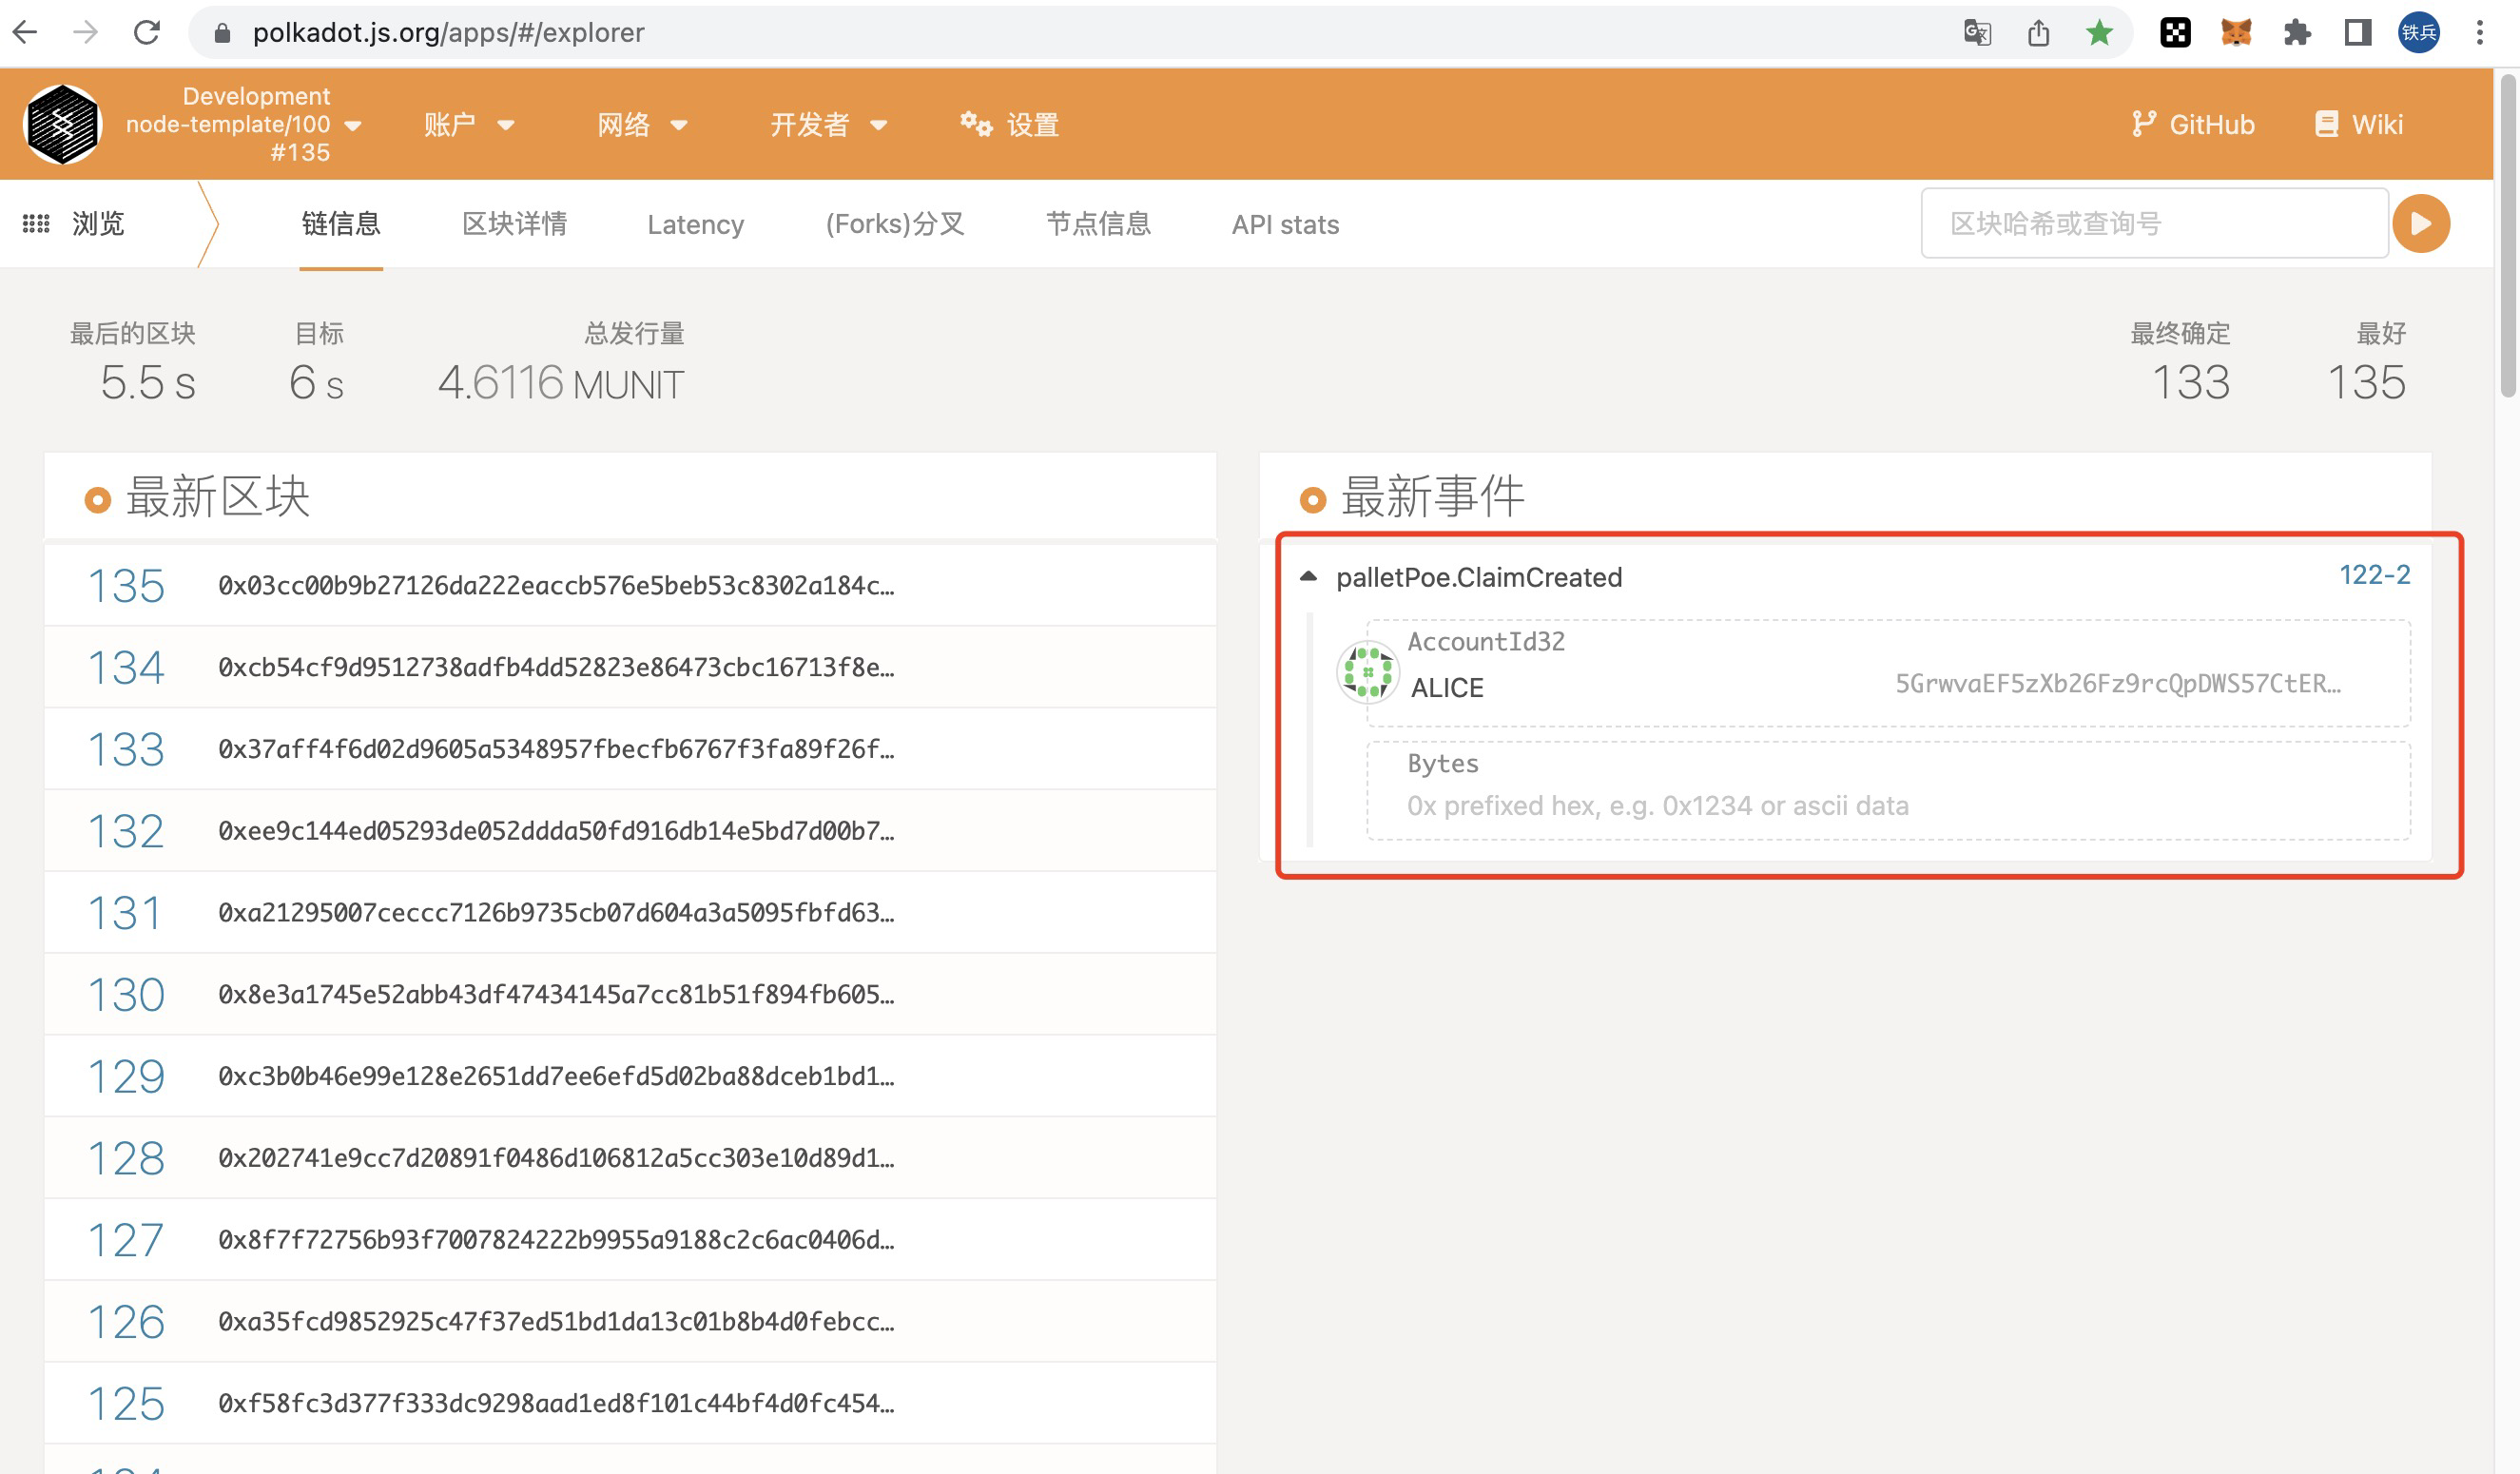 polkadot.js.org/apps/#/explorer
铁兵
Development
node-template/100
#135
账户
网络
开发者
设置
GitHub
Wiki
浏览
链信息
区块详情
Latency
(Forks)分叉
节点信息
API stats
区块哈希或查询号
最后的区块
5.5 s
目标
6 s
总发行量
4.6116 MUNIT
最终确定
133
最好
135
最新区块
135 0x03cc00b9b27126da222eaccb576e5beb53c8302a184c…
134 0xcb54cf9d9512738adfb4dd52823e86473cbc16713f8e…
133 0x37aff4f6d02d9605a5348957fbecfb6767f3fa89f26f…
132 0xee9c144ed05293de052ddda50fd916db14e5bd7d00b7…
131 0xa21295007ceccc7126b9735cb07d604a3a5095fbfd63…
130 0x8e3a1745e52abb43df47434145a7cc81b51f894fb605…
129 0xc3b0b46e99e128e2651dd7ee6efd5d02ba88dceb1bd1…
128 0x202741e9cc7d20891f0486d106812a5cc303e10d89d1…
127 0x8f7f72756b93f7007824222b9955a9188c2c6ac0406d…
126 0xa35fcd9852925c47f37ed51bd1da13c01b8b4d0febcc…
125 0xf58fc3d377f333dc9298aad1ed8f101c44bf4d0fc454…
最新事件
palletPoe.ClaimCreated
122-2
AccountId32
ALICE
5GrwvaEF5zXb26Fz9rcQpDWS57CtER…
Bytes
0x prefixed hex, e.g. 0x1234 or ascii data